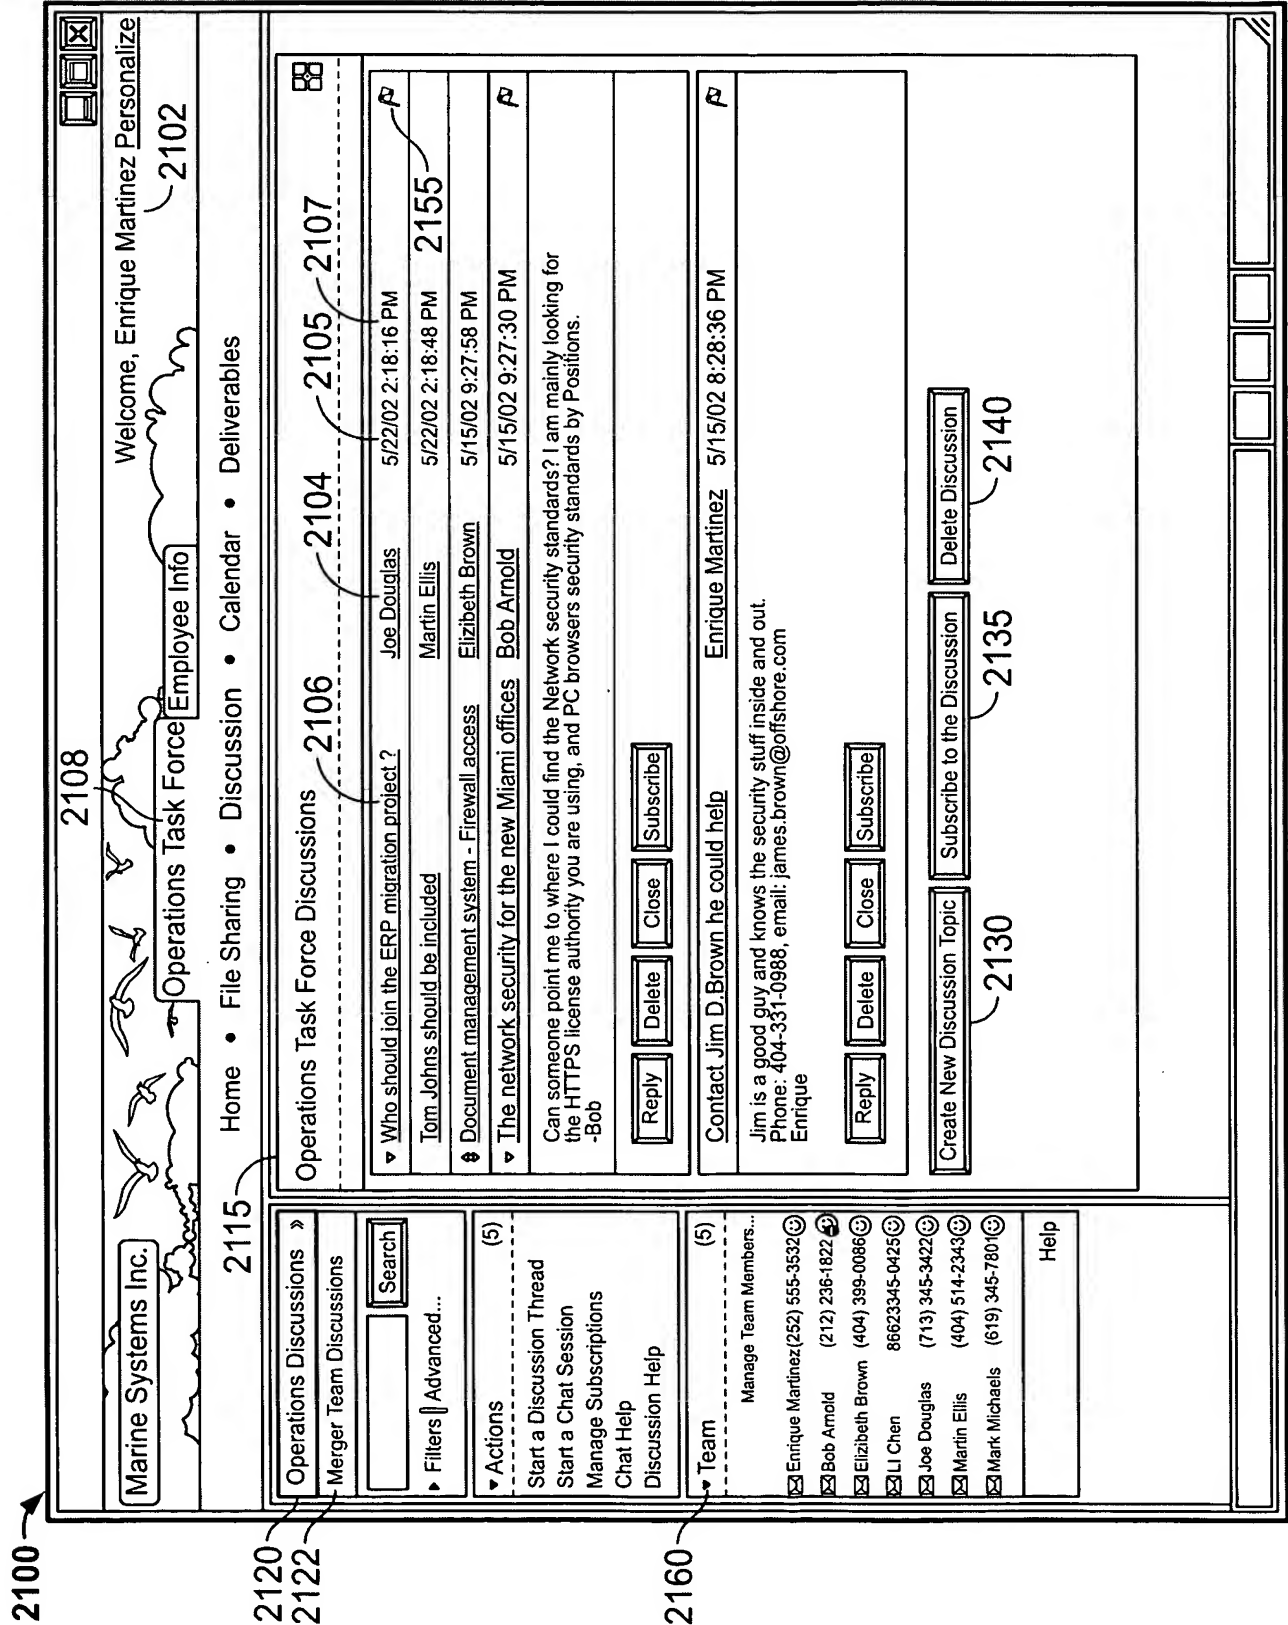 2100
2108
Welcome, Enrique Martinez Personalize
2102
Marine Systems Inc.
Operations Task Force
Employee Info
Home • File Sharing • Discussion • Calendar • Deliverables
2115
2120
2122
Operations Discussions »
Merger Team Discussions
Search
Filters Advanced...
Actions (5)
Start a Discussion Thread
Start a Chat Session
Manage Subscriptions
Chat Help
Discussion Help
2160
Team (5)
Manage Team Members...
Enrique Martinez (252) 555-3532
Bob Arnold (212) 236-1822
Elizibeth Brown (404) 399-0086
LI Chen 86623345-0425
Joe Douglas (713) 345-3422
Martin Ellis (404) 514-2343
Mark Michaels (619) 345-7801
Help
Operations Task Force Discussions
2106
2104
2105
2107
Who should join the ERP migration project ? Joe Douglas 5/22/02 2:18:16 PM
2155
Tom Johns should be included Martin Ellis 5/22/02 2:18:48 PM
Document management system - Firewall access Elizibeth Brown 5/15/02 9:27:58 PM
The network security for the new Miami offices Bob Arnold 5/15/02 9:27:30 PM
Can someone point me to where I could find the Network security standards? I am mainly looking for
the HTTPS license authority you are using, and PC browsers security standards by Positions.
-Bob
Reply Delete Close Subscribe
Contact Jim D.Brown he could help Enrique Martinez 5/15/02 8:28:36 PM
Jim is a good guy and knows the security stuff inside and out.
Phone: 404-331-0988, email: james.brown@offshore.com
Enrique
Reply Delete Close Subscribe
Create New Discussion Topic Subscribe to the Discussion Delete Discussion
2130
2135
2140